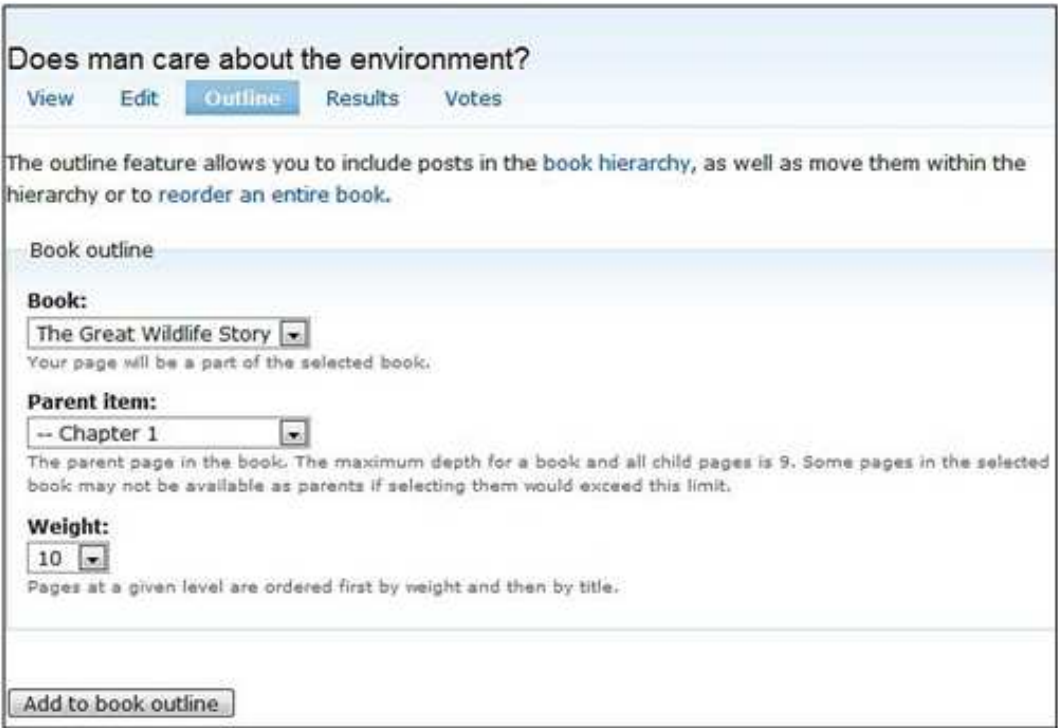 Does man care about the environment?
View Edit Outline Results Votes
The outline feature allows you to include posts in the book hierarchy, as well as move them within the
hierarchy or to reorder an entire book.
Book outline
Book:
The Great Wildlife Story
Your page will be a part of the selected book.
Parent item:
-- Chapter 1
The parent page in the book. The maximum depth for a book and all child pages is 9. Some pages in the selected
book may not be available as parents if selecting them would exceed this limit.
Weight:
10
Pages at a given level are ordered first by weight and then by title.
Add to book outline